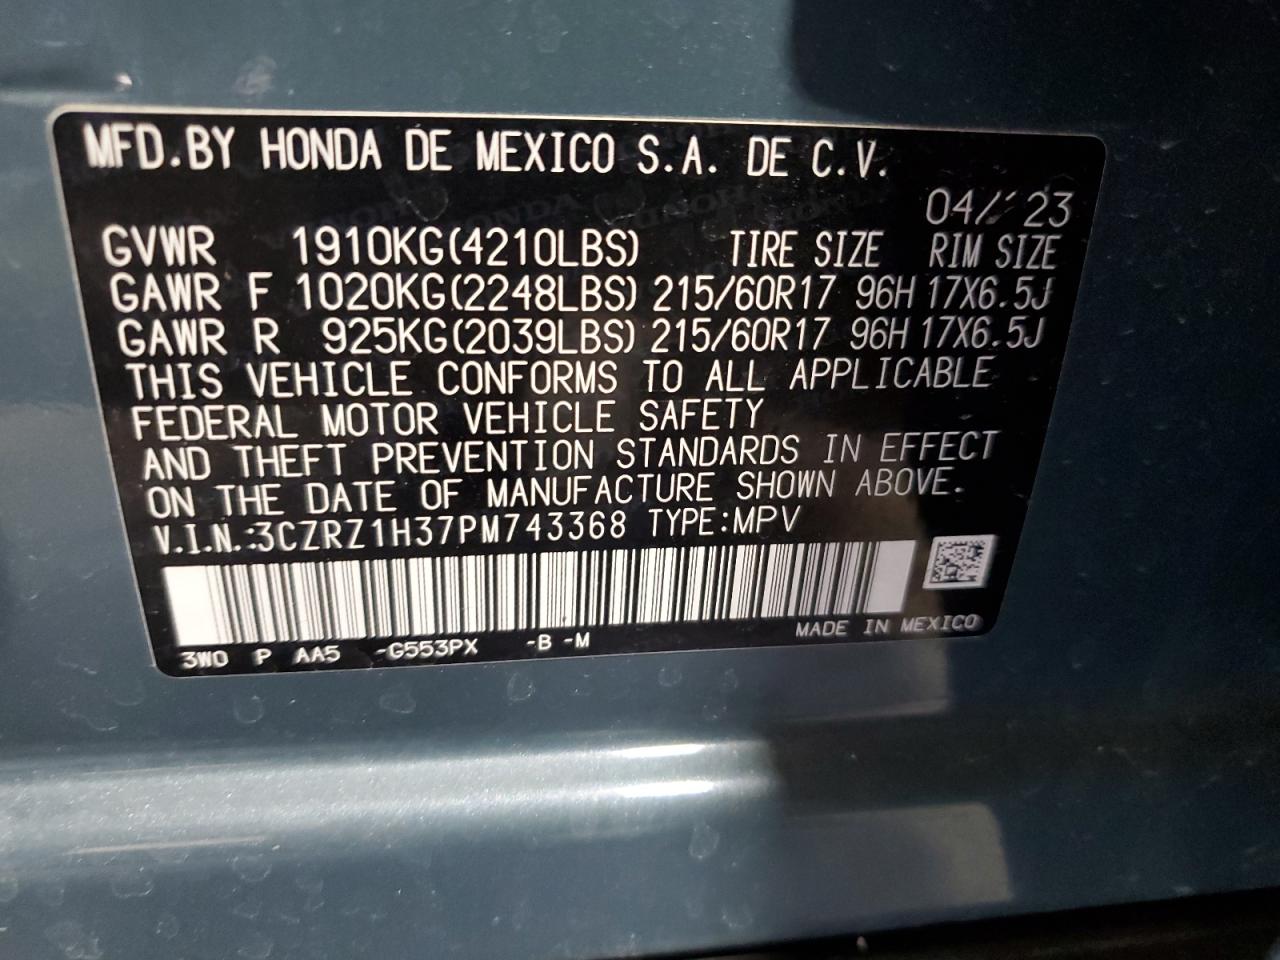 MFD.BY HONDA DE MEXICO S.A. DE C.V.
04/23
GVWR 1910KG(4210LBS) TIRE SIZE RIM SIZE
GAWR F 1020KG(2248LBS) 215/60R17 96H 17X6.5J
GAWR R 925KG(2039LBS) 215/60R17 96H 17X6.5J
THIS VEHICLE CONFORMS TO ALL APPLICABLE
FEDERAL MOTOR VEHICLE SAFETY
AND THEFT PREVENTION STANDARDS IN EFFECT
ON THE DATE OF MANUFACTURE SHOWN ABOVE.
V.I.N.:3CZRZ1H37PM743368 TYPE:MPV
MADE IN MEXICO
3WO P AA5 -G553PX -B -M